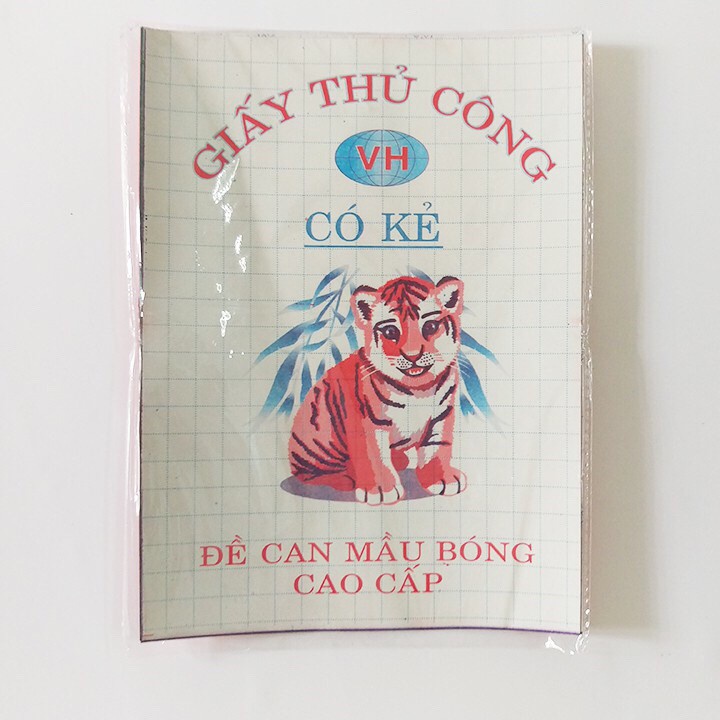 GIẤY THỦ CÔNG
VH
CÓ KẺ
ĐỀ CAN MẦU BÓNG
CAO CẤP